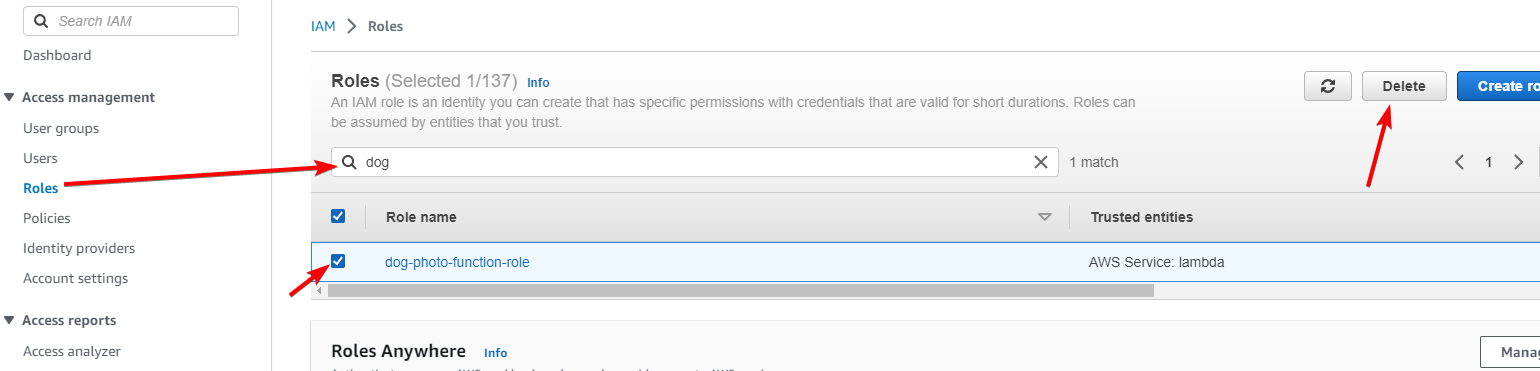 Search IAM
Dashboard
Access management
User groups
Users
Roles
Policies
Identity providers
Account settings
Access reports
Access analyzer
IAM > Roles
Roles (Selected 1/137) Info
An IAM role is an identity you can create that has specific permissions with credentials that are valid for short durations. Roles can
be assumed by entities that you trust.
Delete
Create ro
dog
1 match
1
Role name
Trusted entities
dog-photo-function-role
AWS Service: lambda
Roles Anywhere Info
Manag